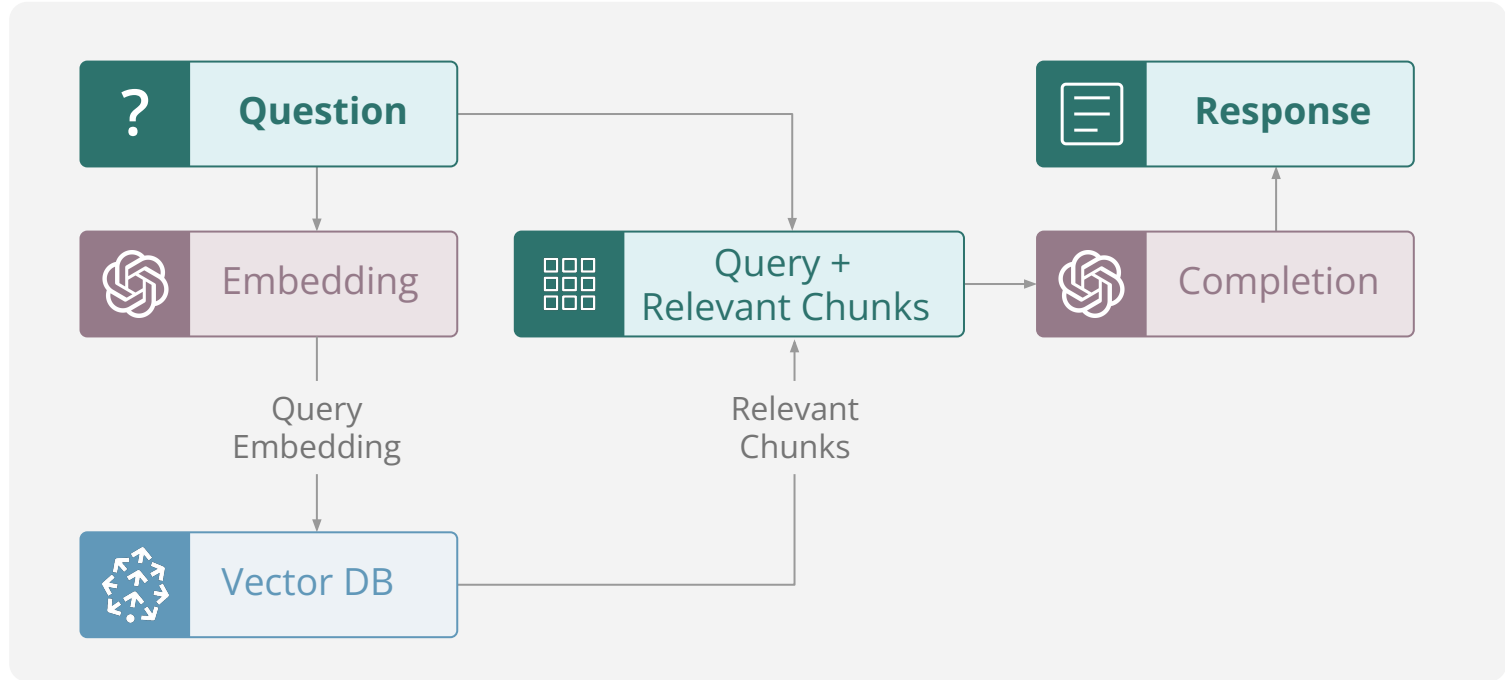 ?
Question
Response
Embedding
Query +
Relevant Chunks
Completion
Query
Embedding
Relevant
Chunks
Vector DB